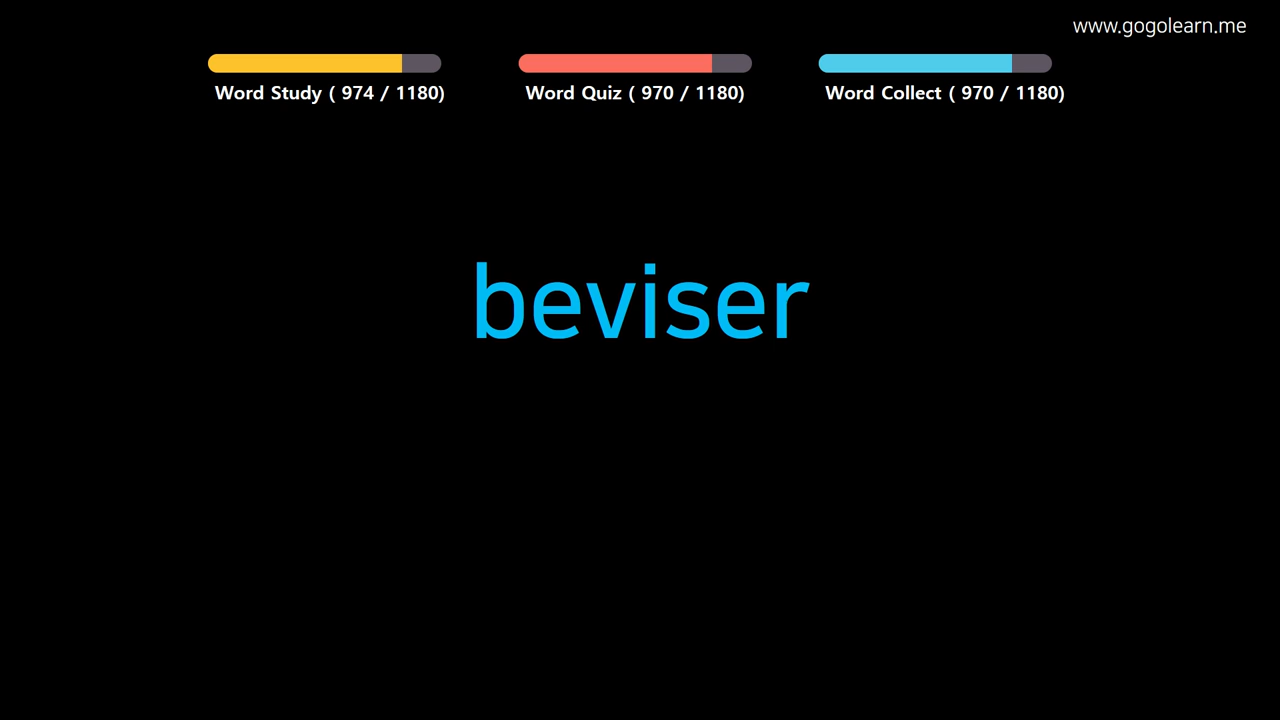 www.gogolearn.me
Word Study ( 974 / 1180)
Word Quiz ( 970 / 1180)
Word Collect ( 970 / 1180)
beviser